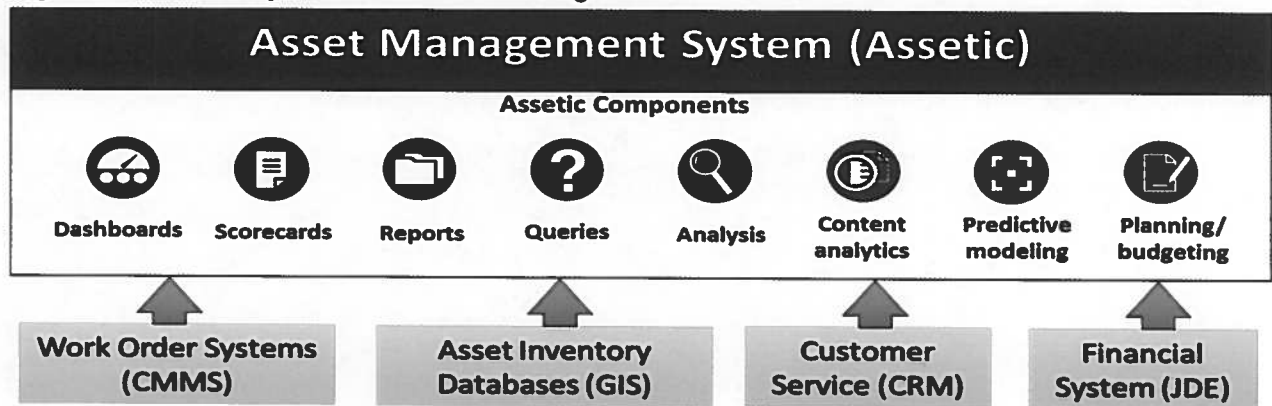 Asset Management System (Assetic)
Assetic Components
Dashboards
Scorecards
Reports
Queries
Analysis
Content
analytics
Predictive
modeling
Planning/
budgeting
Work Order Systems
(CMMS)
Asset Inventory
Databases (GIS)
Customer
Service (CRM)
Financial
System (JDE)